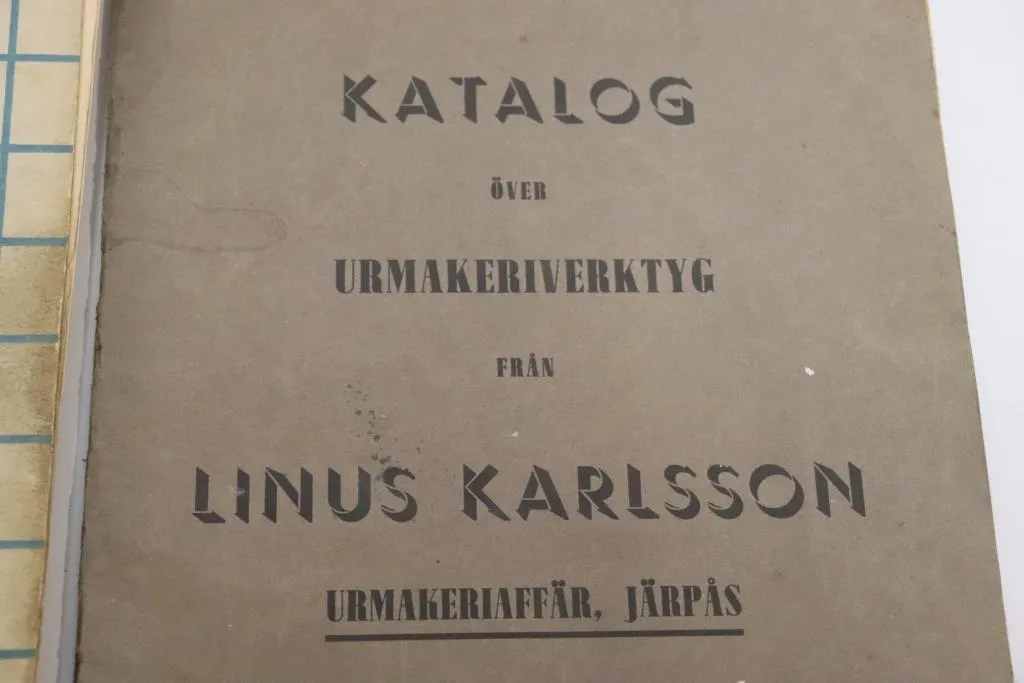 KATALOG
ÖVER
URMAKERIVERKTYG
FRÅN
LINUS KARLSSON
URMAKERIAFFÄR, JÄRPÅS